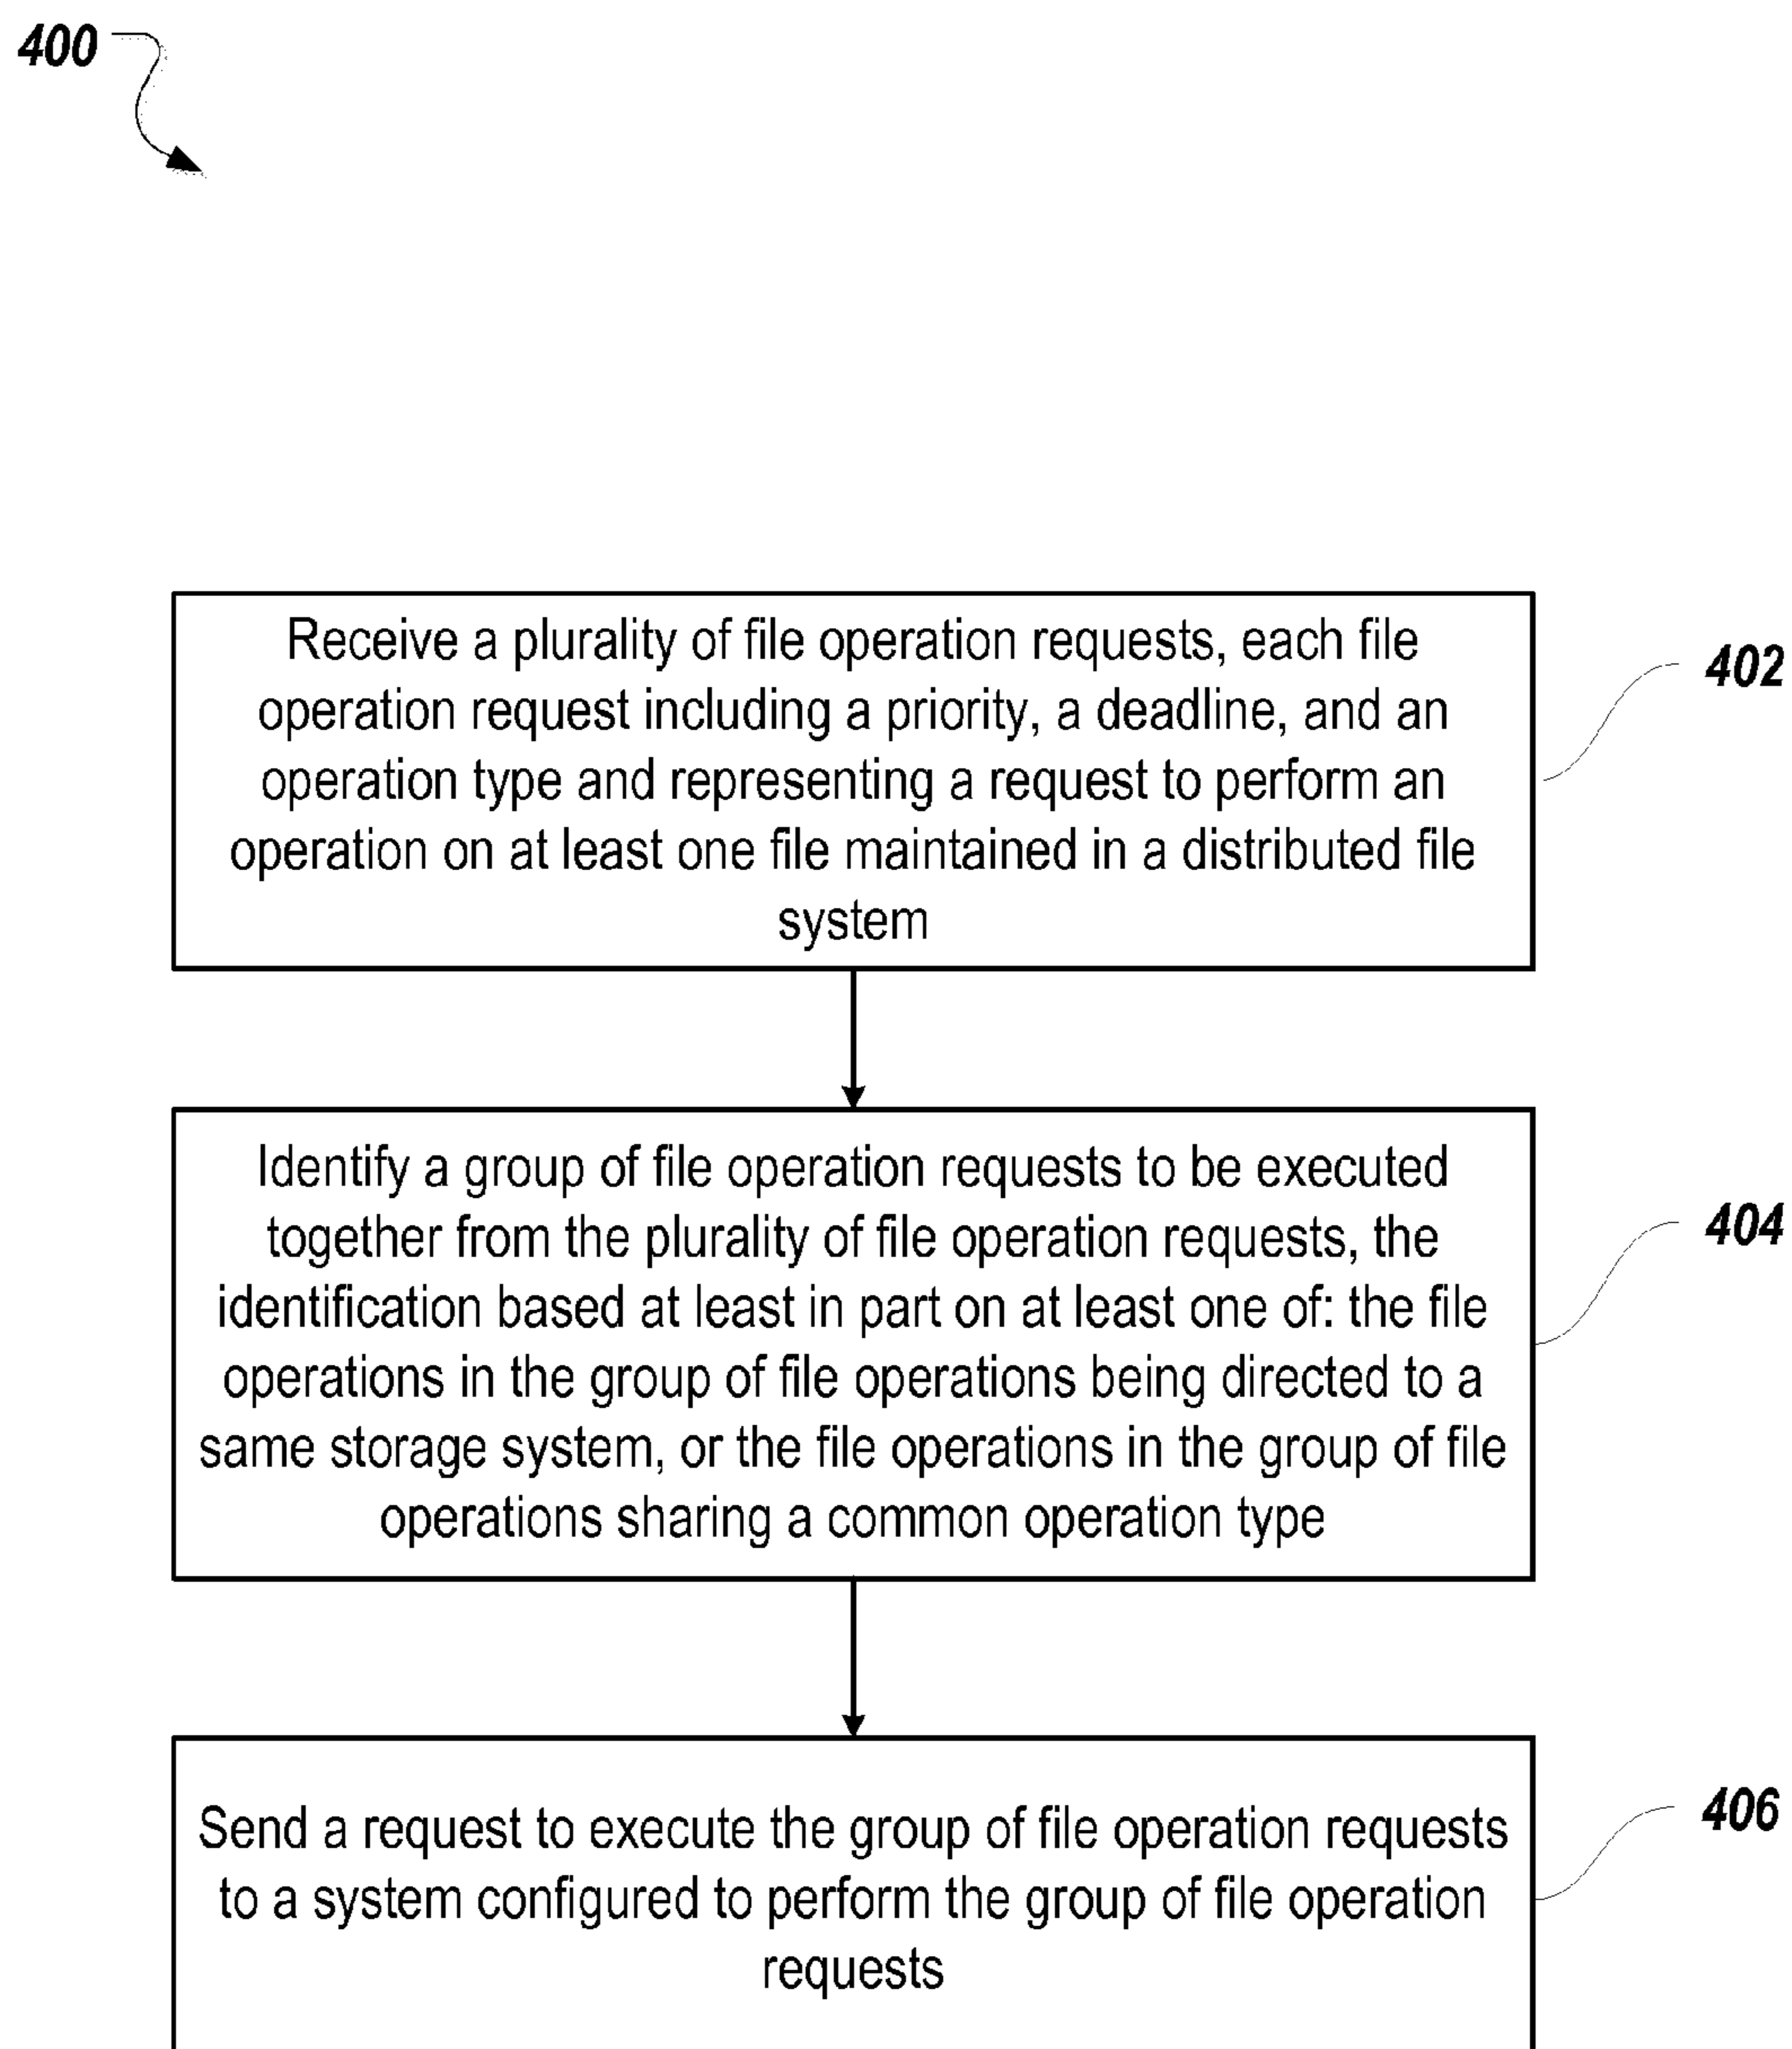 400
Receive a plurality of file operation requests, each file
operation request including a priority, a deadline, and an
operation type and representing a request to perform an
operation on at least one file maintained in a distributed file
system
402
Identify a group of file operation requests to be executed
together from the plurality of file operation requests, the
identification based at least in part on at least one of: the file
operations in the group of file operations being directed to a
same storage system, or the file operations in the group of file
operations sharing a common operation type
404
Send a request to execute the group of file operation requests
to a system configured to perform the group of file operation
requests
406